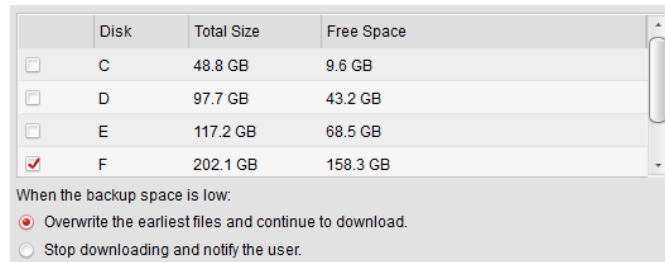 Disk Total Size Free Space
C 48.8 GB 9.6 GB
D 97.7 GB 43.2 GB
E 117.2 GB 68.5 GB
F 202.1 GB 158.3 GB
When the backup space is low:
Overwrite the earliest files and continue to download.
Stop downloading and notify the user.